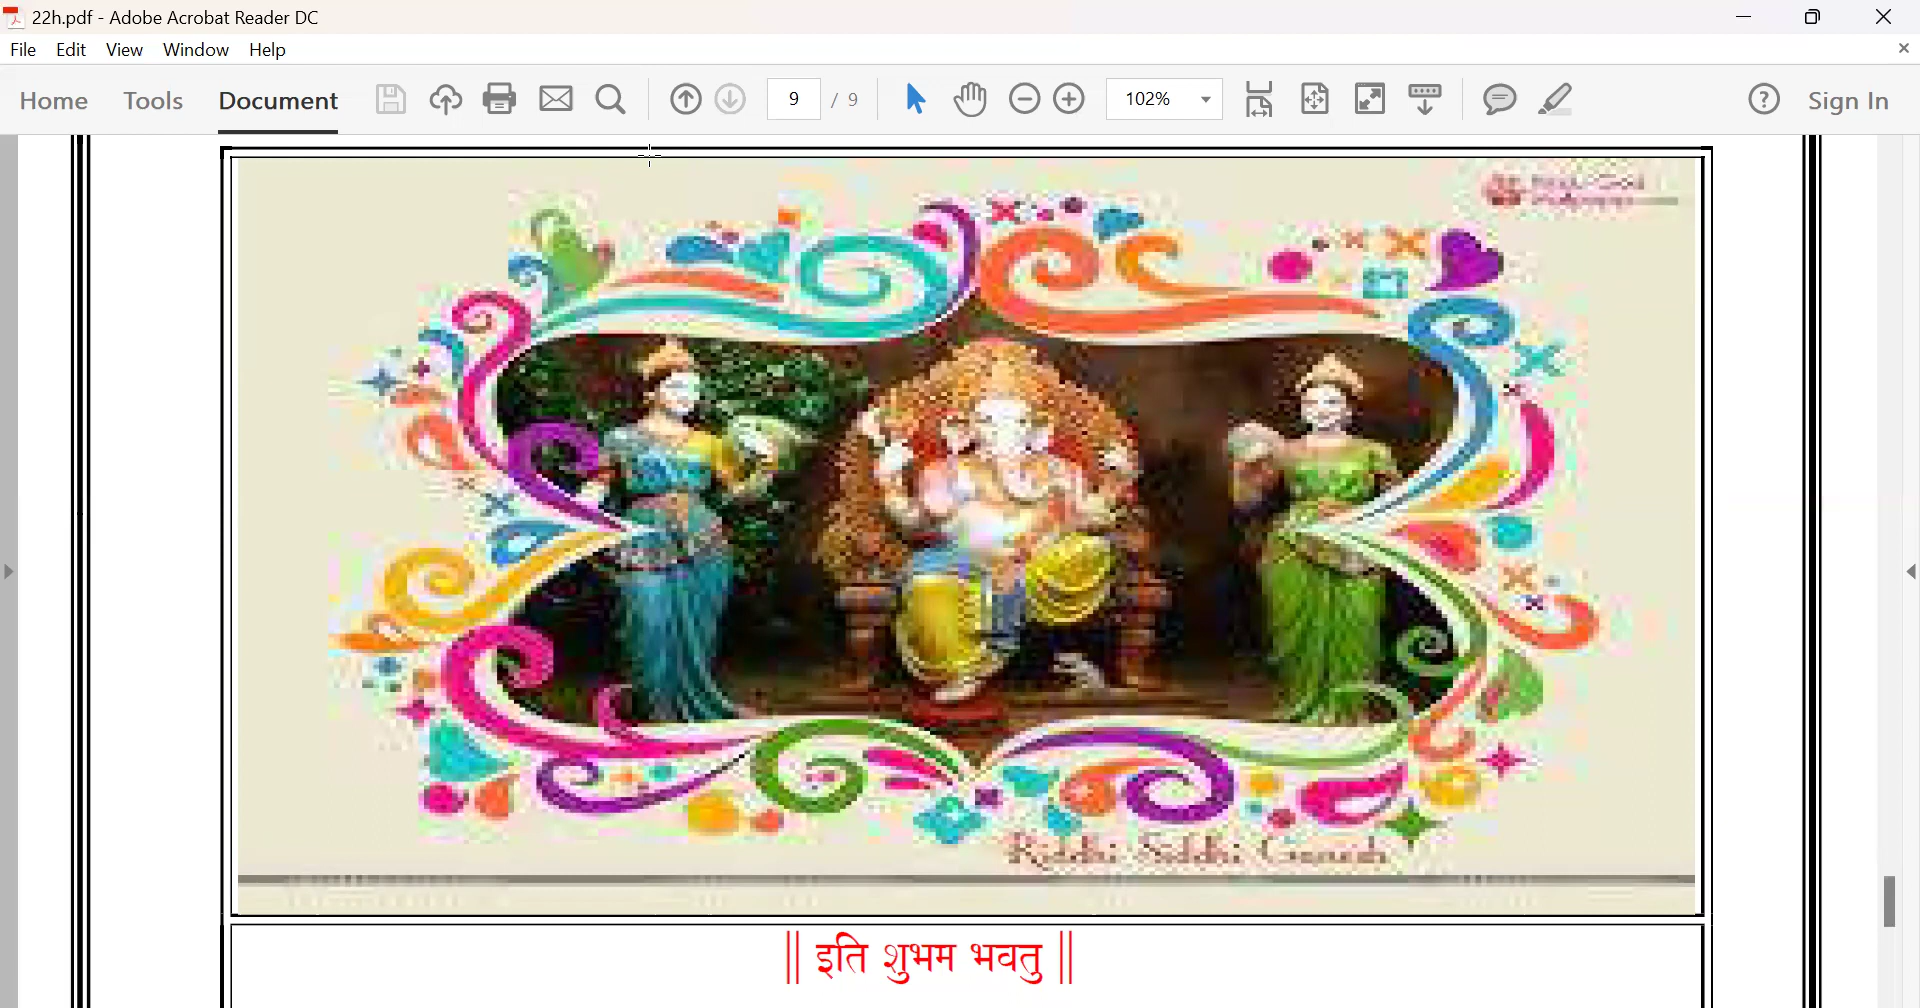 22h.pdf - Adobe Acrobat Reader DC
File Edit View Window Help
Home Tools Document 9 / 9 102% Sign In
Riddhi Siddhi Ganesh
|| इति शुभम भवतु ||